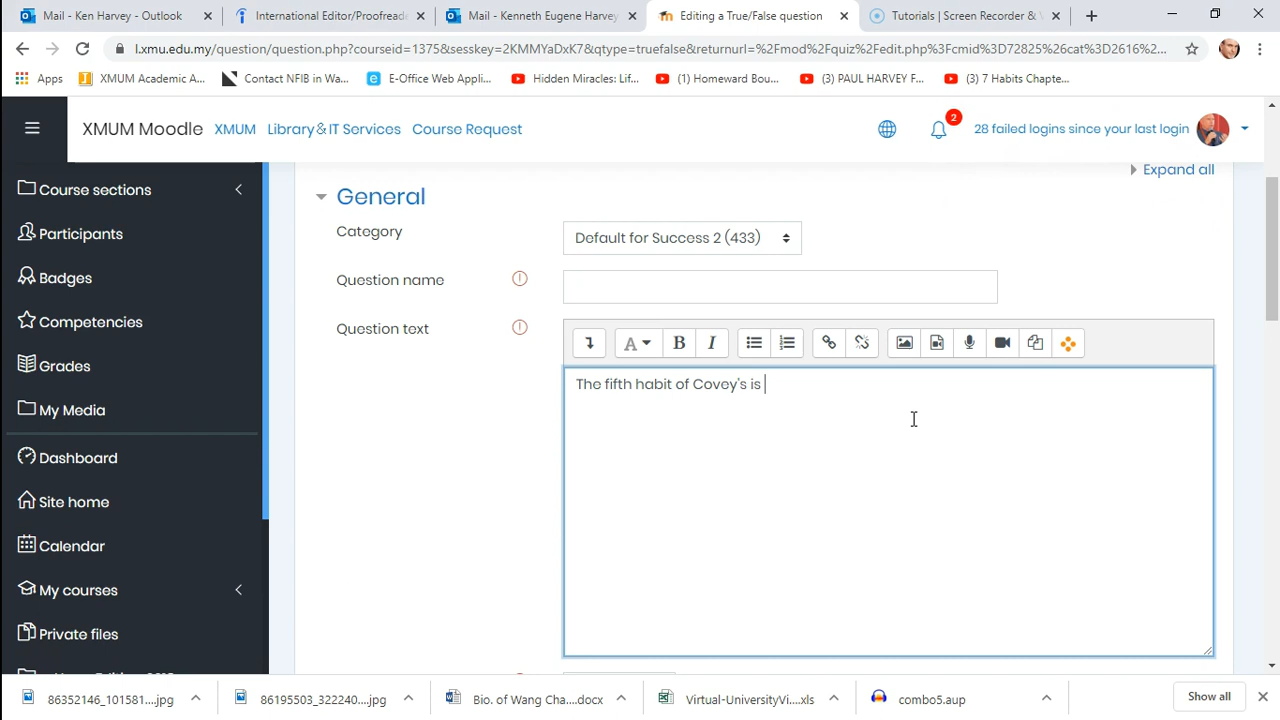 Mail - Ken Harvey - Outlook
International Editor/Proofreade
Mail - Kenneth Eugene Harvey
Editing a True/False question
Tutorials | Screen Recorder & V
l.xmu.edu.my/question/question.php?courseid=1375&sesskey=2KMMYaDxK7&qtype=truefalse&returnurl=%2Fmod%2Fquiz%2Fedit.php%3Fcmid%3D72825%26cat%3D2616%...
Apps
XMUM Academic A...
Contact NFIB in Wa...
E-Office Web Appli...
Hidden Miracles: Lif...
(1) Homeward Bou...
(3) PAUL HARVEY F...
(3) 7 Habits Chapte...
XMUM Moodle
XMUM
Library&IT Services
Course Request
2
28 failed logins since your last login
Course sections
Participants
Badges
Competencies
Grades
My Media
Dashboard
Site home
Calendar
My courses
Private files
Expand all
General
Category
Default for Success 2 (433)
Question name
Question text
The fifth habit of Covey's is
86352146_101581....jpg
86195503_322240....jpg
Bio. of Wang Cha....docx
Virtual-UniversityVi....xls
combo5.aup
Show all